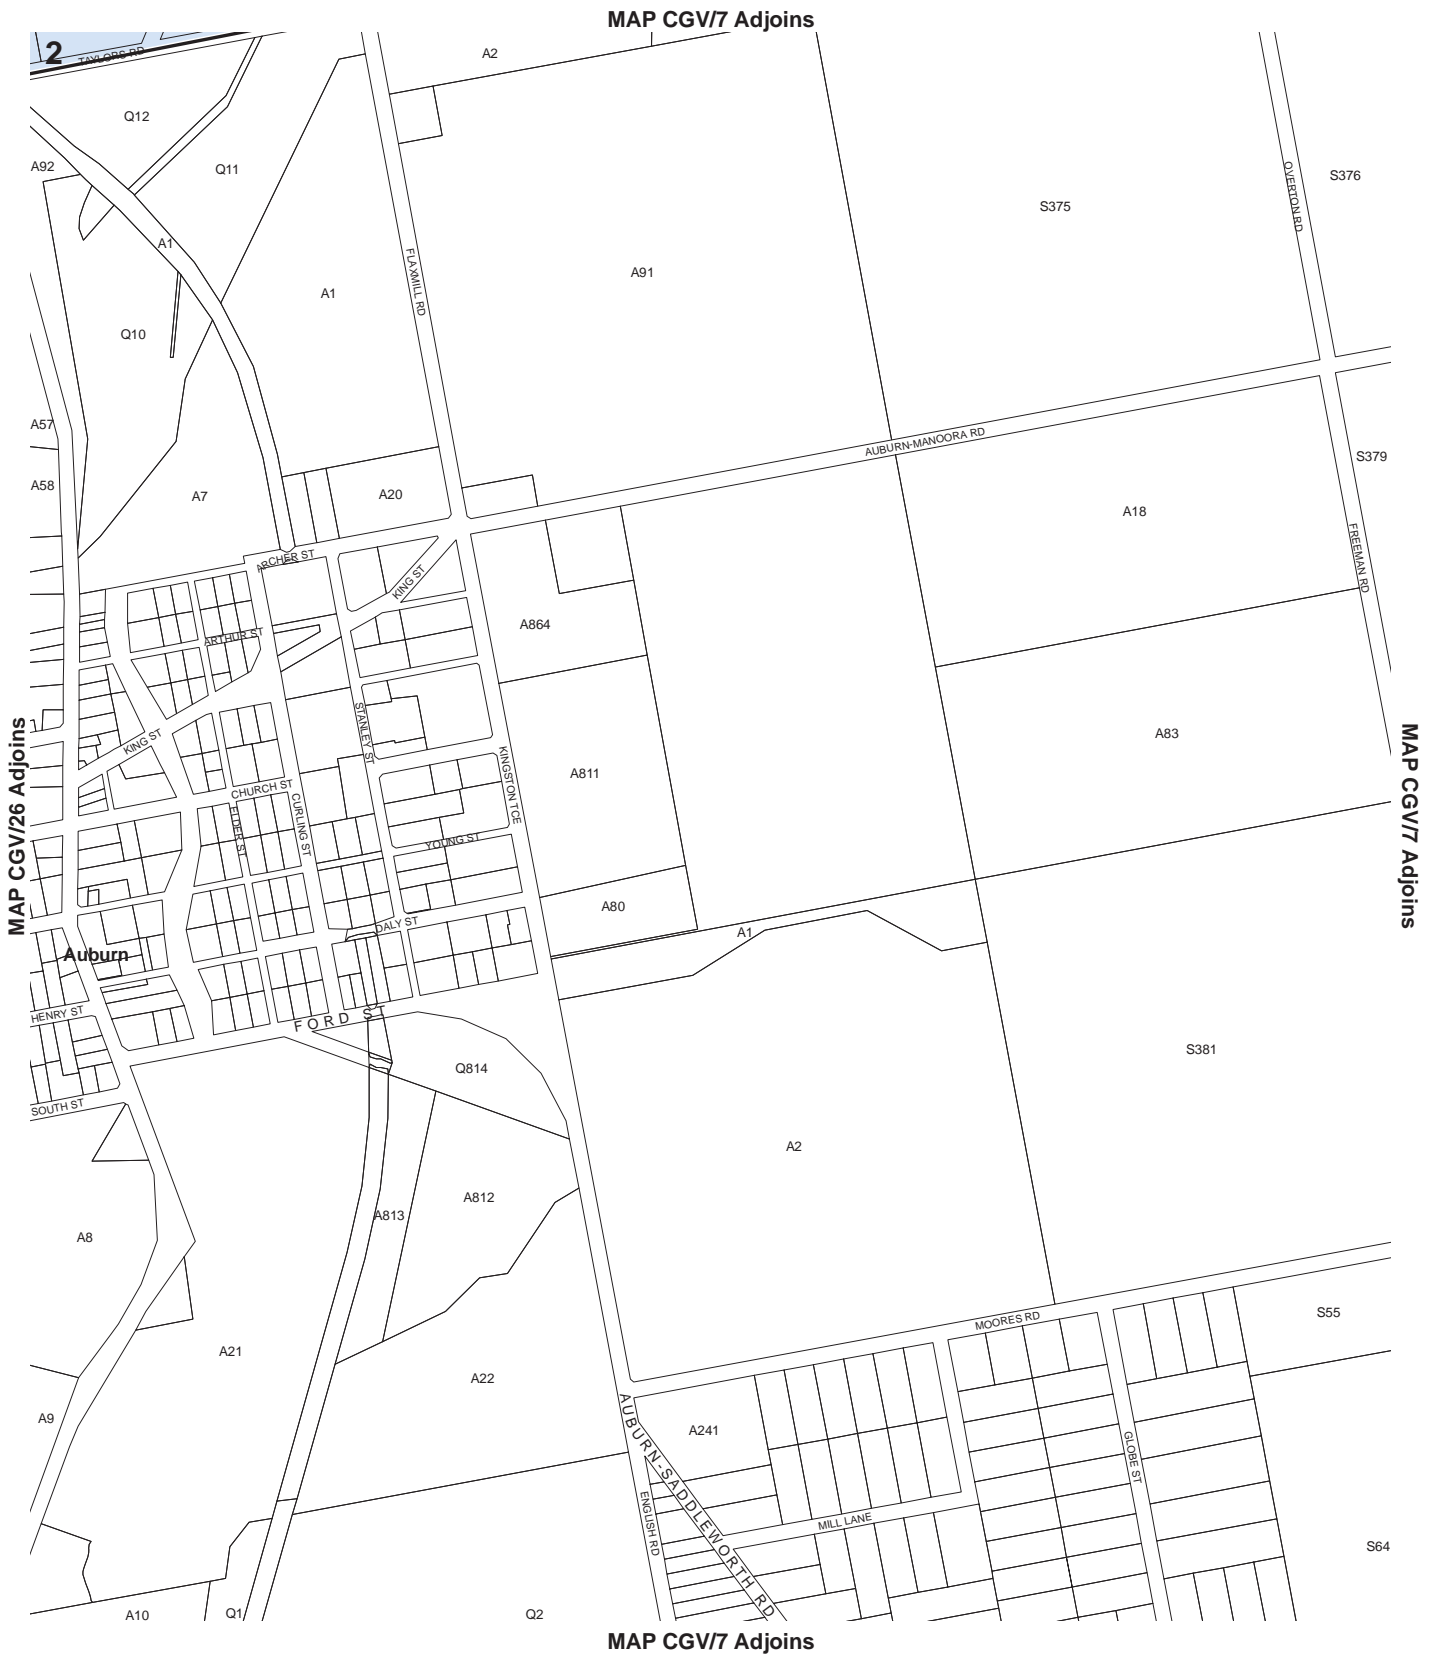 MAP CGV/7 Adjoins
2
TAYLORS RD
A2
Q12
A92
Q11
S376
OVERTON RD
S375
A1
FLAXMILL RD
A91
A1
Q10
A57
AUBURN-MANOORA RD
S379
A58
A7
A20
A18
FREEMAN RD
ARCHER ST
KING ST
A864
ARTHUR ST
STANLEY ST
KING ST
A83
MAP CGV/26 Adjoins
MAP CGV/7 Adjoins
KINGSTON TCE
A811
CHURCH ST
ELDER ST
CURLING ST
YOUNG ST
A80
DALY ST
A1
Auburn
HENRY ST
FORD ST
S381
Q814
SOUTH ST
A2
A812
A813
A8
S55
MOORES RD
A21
A22
A9
A241
AUBURN-SADDLEWORTH RD
GLOBE ST
ENGLISH RD
MILL LANE
S64
A10
Q1
Q2
MAP CGV/7 Adjoins